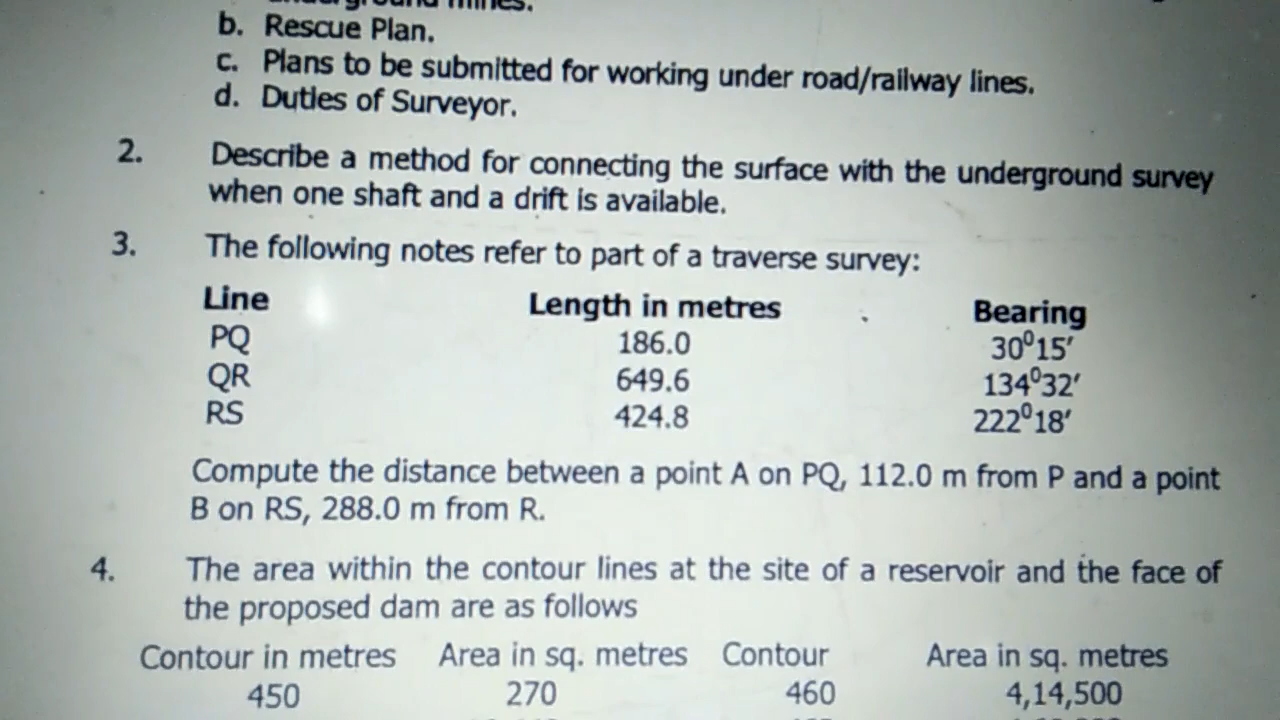 underground mines.
b. Rescue Plan.
c. Plans to be submitted for working under road/railway lines.
d. Duties of Surveyor.
2. Describe a method for connecting the surface with the underground survey
when one shaft and a drift is available.
3. The following notes refer to part of a traverse survey:
Line Length in metres Bearing
PQ 186.0 30⁰15′
QR 649.6 134⁰32′
RS 424.8 222⁰18′
Compute the distance between a point A on PQ, 112.0 m from P and a point
B on RS, 288.0 m from R.
4. The area within the contour lines at the site of a reservoir and the face of
the proposed dam are as follows
Contour in metres Area in sq. metres Contour Area in sq. metres
450 270 460 4,14,500